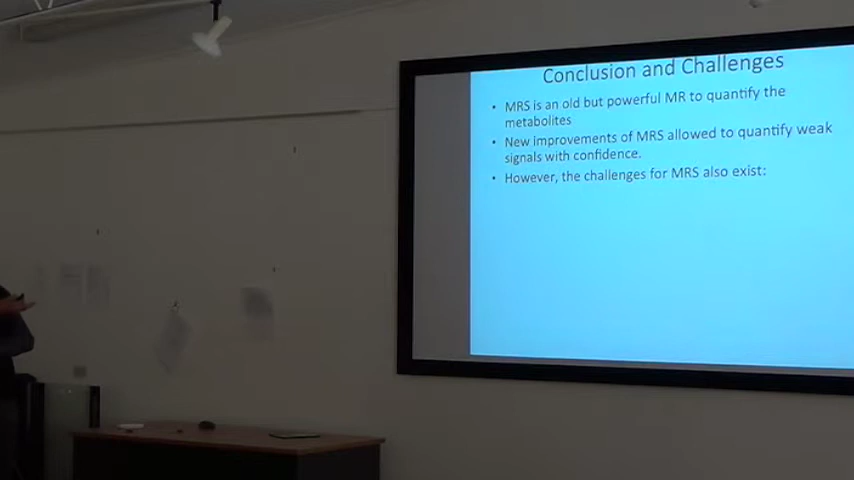 Conclusion and Challenges
• MRS is an old but powerful MR to quantify the
metabolites
• New improvements of MRS allowed to quantify weak
signals with confidence.
• However, the challenges for MRS also exist: